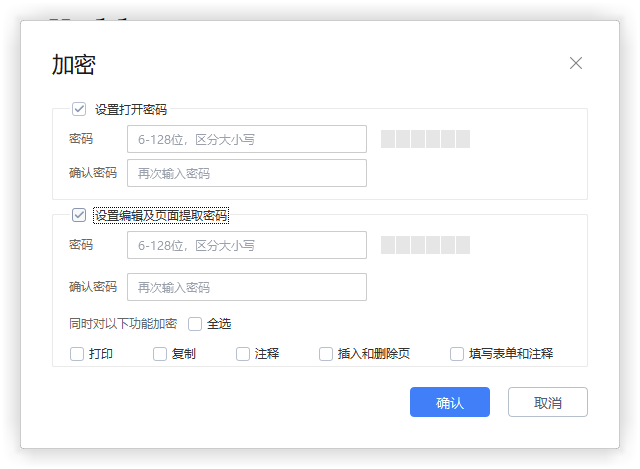 加密
设置打开密码
密码 6-128位，区分大小写
确认密码 再次输入密码
设置编辑及页面提取密码
密码 6-128位，区分大小写
确认密码 再次输入密码
同时对以下功能加密 全选
打印 复制 注释 插入和删除页 填写表单和注释
确认 取消